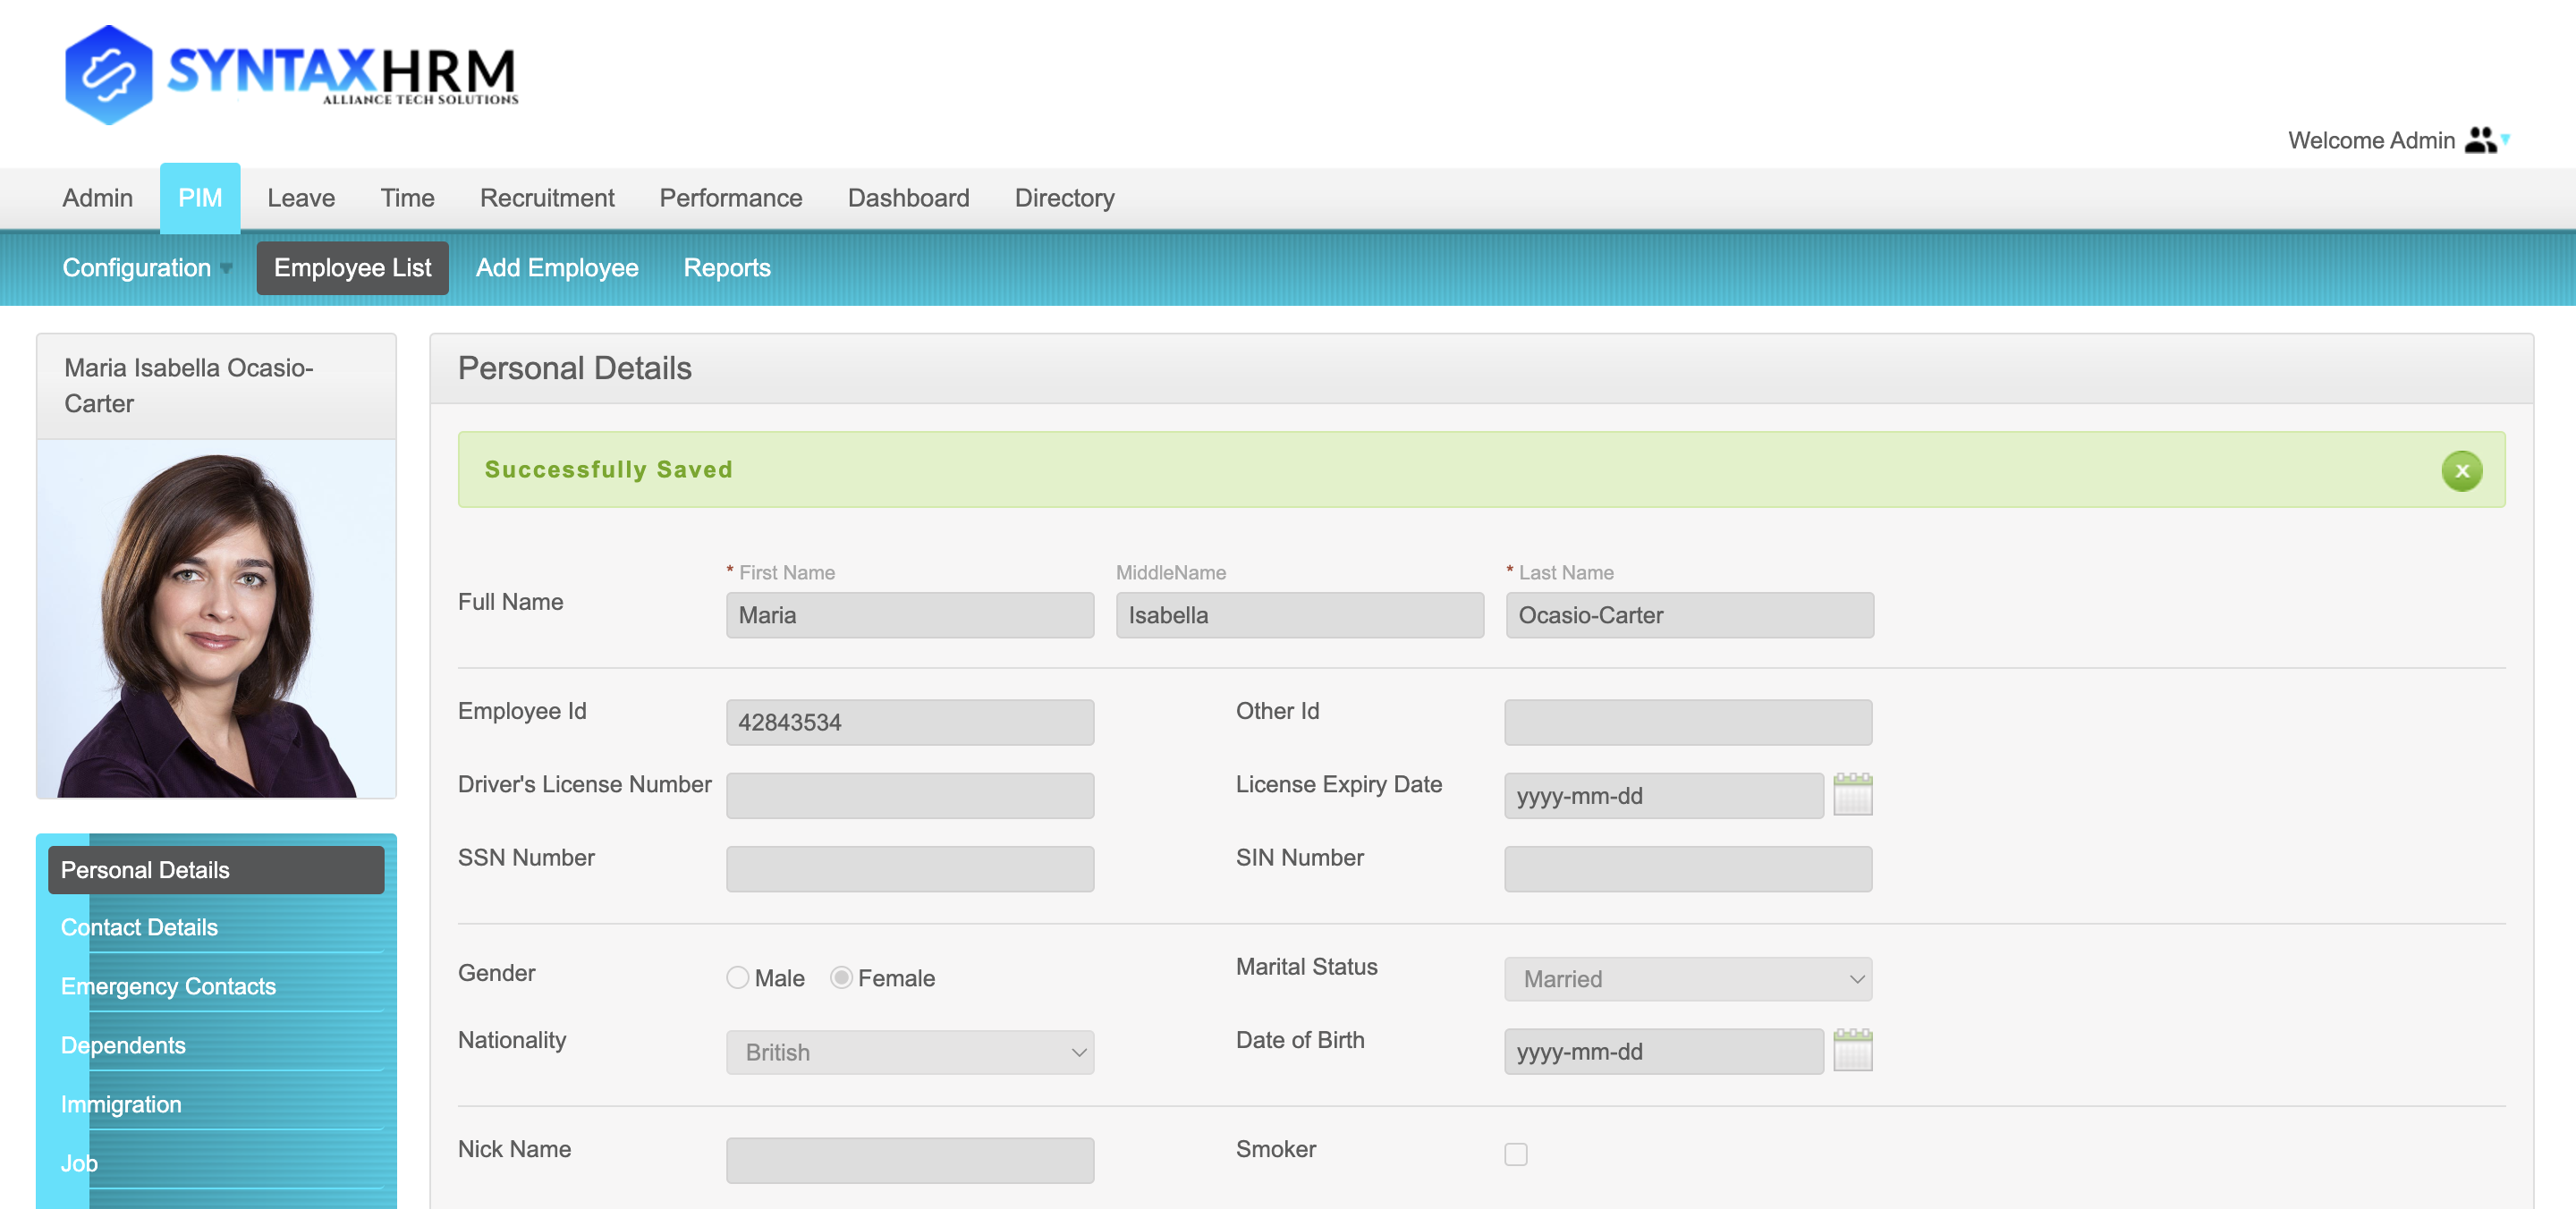 SYNTAXHRM
ALLIANCE TECH SOLUTIONS
Welcome Admin
Admin PIM Leave Time Recruitment Performance Dashboard Directory
Configuration Employee List Add Employee Reports
Maria Isabella Ocasio-
Carter
Personal Details
Contact Details
Emergency Contacts
Dependents
Immigration
Job
Personal Details
Successfully Saved
* First Name MiddleName * Last Name
Full Name Maria Isabella Ocasio-Carter
Employee Id 42843534 Other Id
Driver's License Number License Expiry Date yyyy-mm-dd
SSN Number SIN Number
Gender Male Female Marital Status Married
Nationality British Date of Birth yyyy-mm-dd
Nick Name Smoker